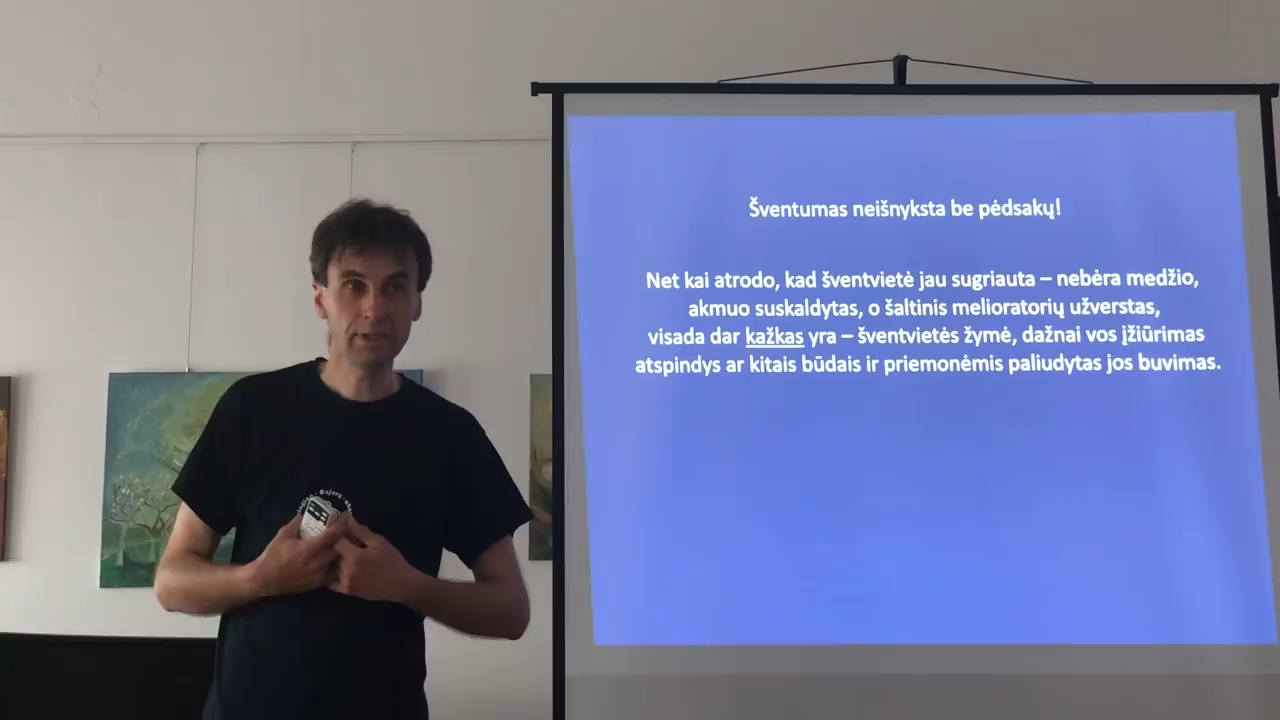 Šventumas neišnyksta be pėdsakų!
Net kai atrodo, kad šventvietė jau sugriauta – nebėra medžio,
akmuo suskaldytas, o šaltinis melioratorių užverstas,
visada dar kažkas yra – šventvietės žymė, dažnai vos įžiūrimas
atspindys ar kitais būdais ir priemonėmis paliudytas jos buvimas.